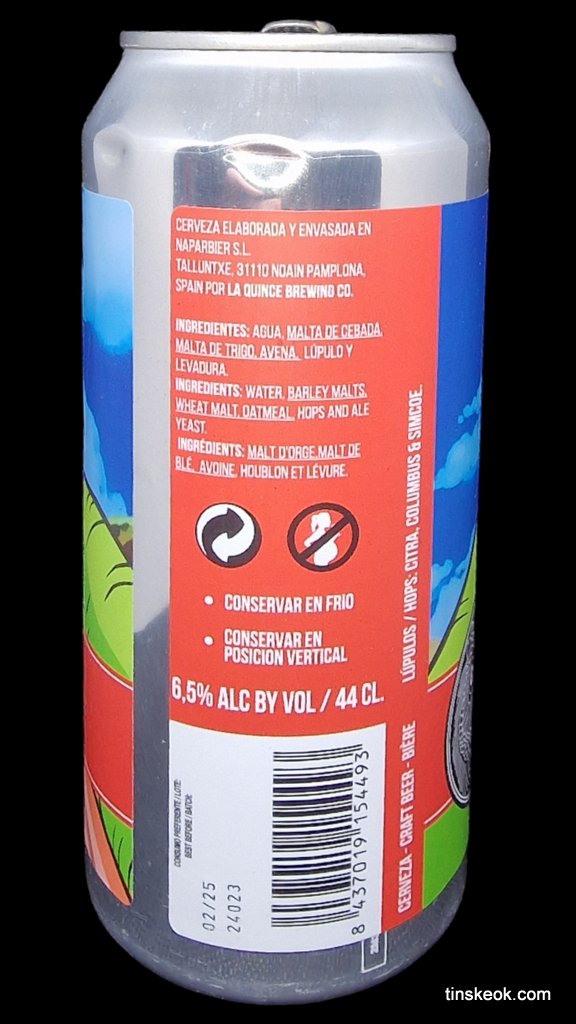 CERVEZA ELABORADA Y ENVASADA EN
NAPARBIER S.L.
TALLUNTXE, 31110 NOAIN PAMPLONA,
SPAIN POR LA QUINCE BREWING CO.
INGREDIENTES: AGUA, MALTA DE CEBADA,
MALTA DE TRIGO, AVENA, LÚPULO Y
LEVADURA.
INGREDIENTS: WATER, BARLEY MALTS,
WHEAT MALT, OATMEAL, HOPS AND ALE
YEAST.
INGRÉDIENTS: MALT D'ORGE,MALT DE
BLÉ, AVOINE, HOUBLON ET LÉVURE.
• CONSERVAR EN FRIO
• CONSERVAR EN
POSICION VERTICAL
6,5% ALC BY VOL / 44 CL.
CONSUMO PREFERENTE / LOTE:
BEST BEFORE / BATCH:
02/25
24023
8 437019 154493
CERVEZA - CRAFT BEER - BIÈRE
LÚPULOS / HOPS: CITRA, COLUMBUS & SIMCOE.
tinskeok.com